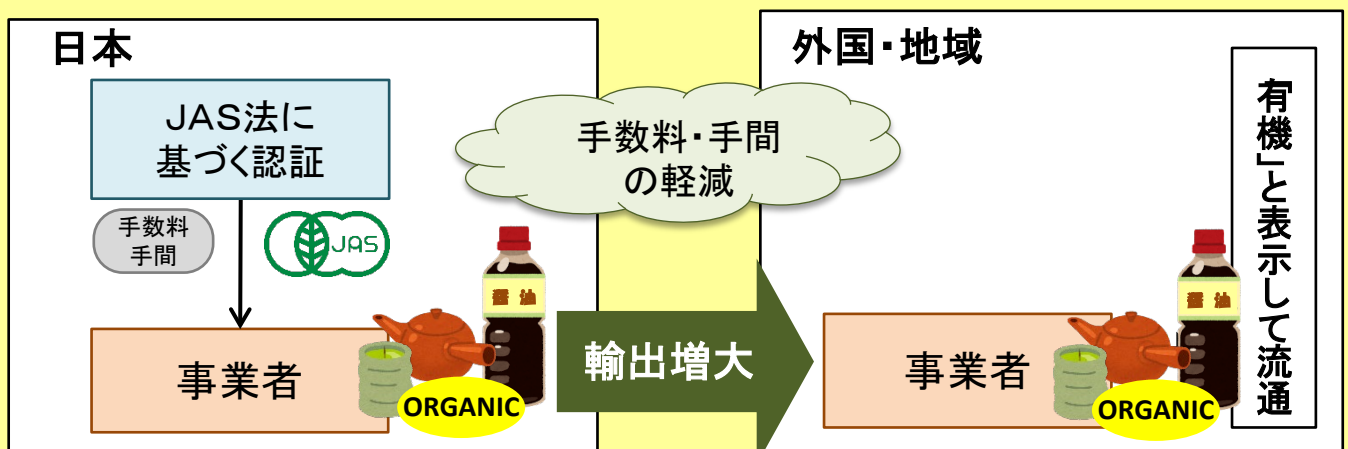 日本
JAS法に
基づく認証
手数料
手間
JAS
事業者
醤油
ORGANIC
手数料・手間
の軽減
輸出増大
外国・地域
事業者
醤油
ORGANIC
有機」と表示して流通